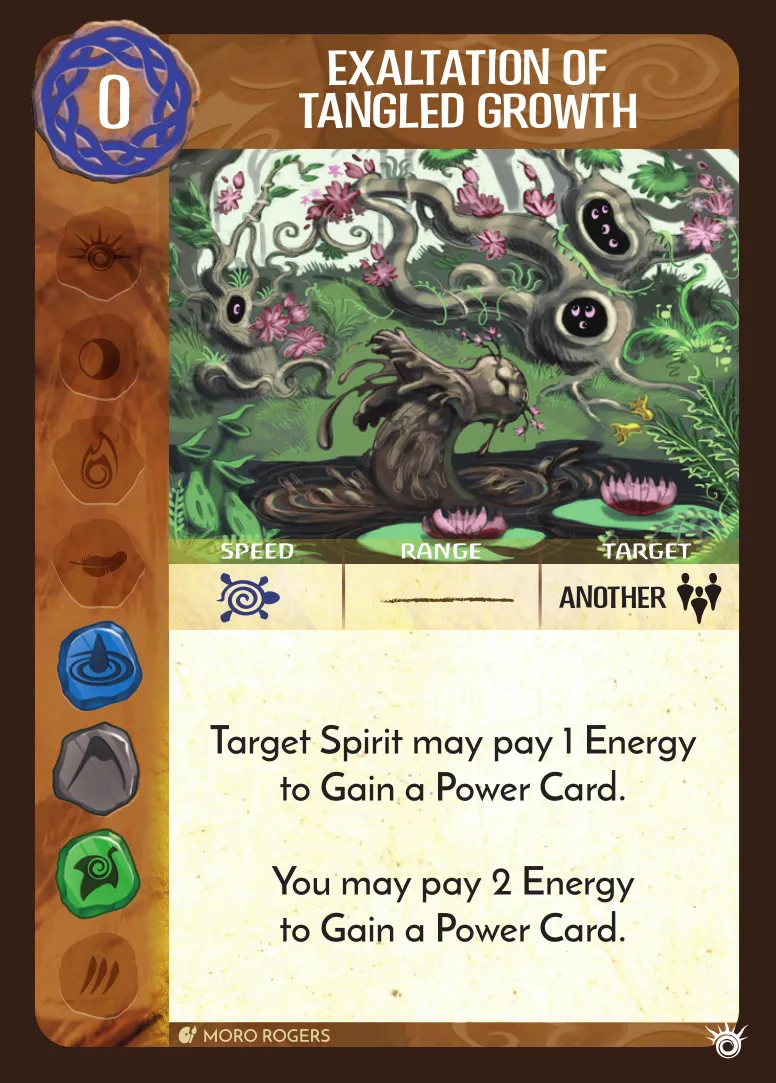 0
EXALTATION OF
TANGLED GROWTH
SPEED RANGE TARGET
ANOTHER
Target Spirit may pay 1 Energy
to Gain a Power Card.
You may pay 2 Energy
to Gain a Power Card.
MORO ROGERS